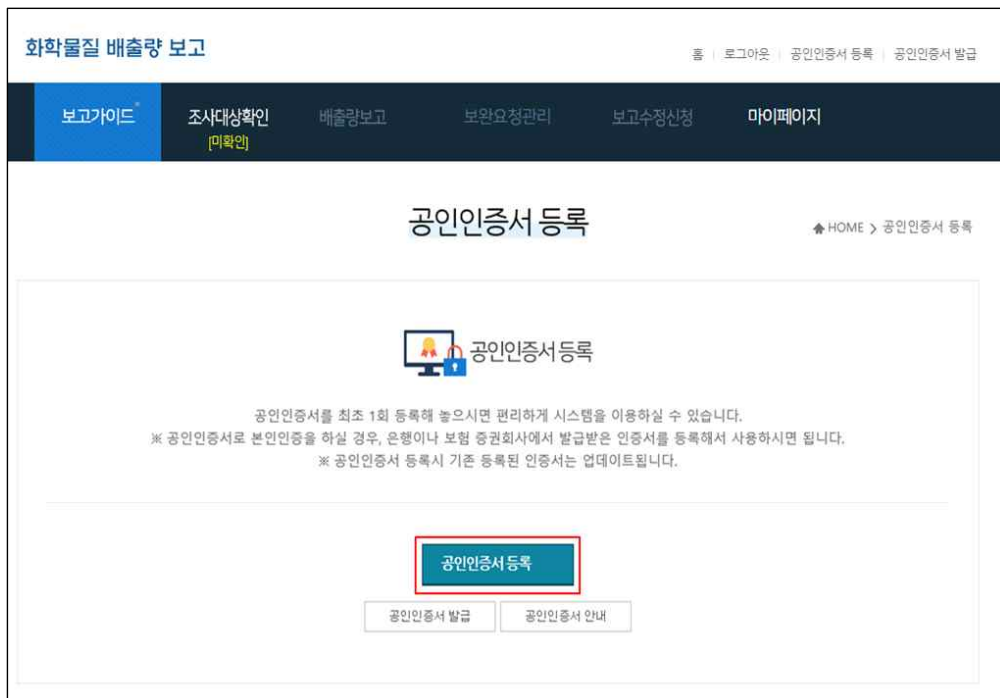 화학물질 배출량 보고
홈 | 로그아웃 | 공인인증서 등록 | 공인인증서 발급
보고가이드 조사대상확인 배출량보고 보완요청관리 보고수정신청 마이페이지
[미확인]
공인인증서 등록
HOME > 공인인증서 등록
공인인증서 등록
공인인증서를 최초 1회 등록해 놓으시면 편리하게 시스템을 이용하실 수 있습니다.
※ 공인인증서로 본인인증을 하실 경우, 은행이나 보험 증권회사에서 발급받은 인증서를 등록해서 사용하시면 됩니다.
※ 공인인증서 등록시 기존 등록된 인증서는 업데이트됩니다.
공인인증서 등록
공인인증서 발급 공인인증서 안내